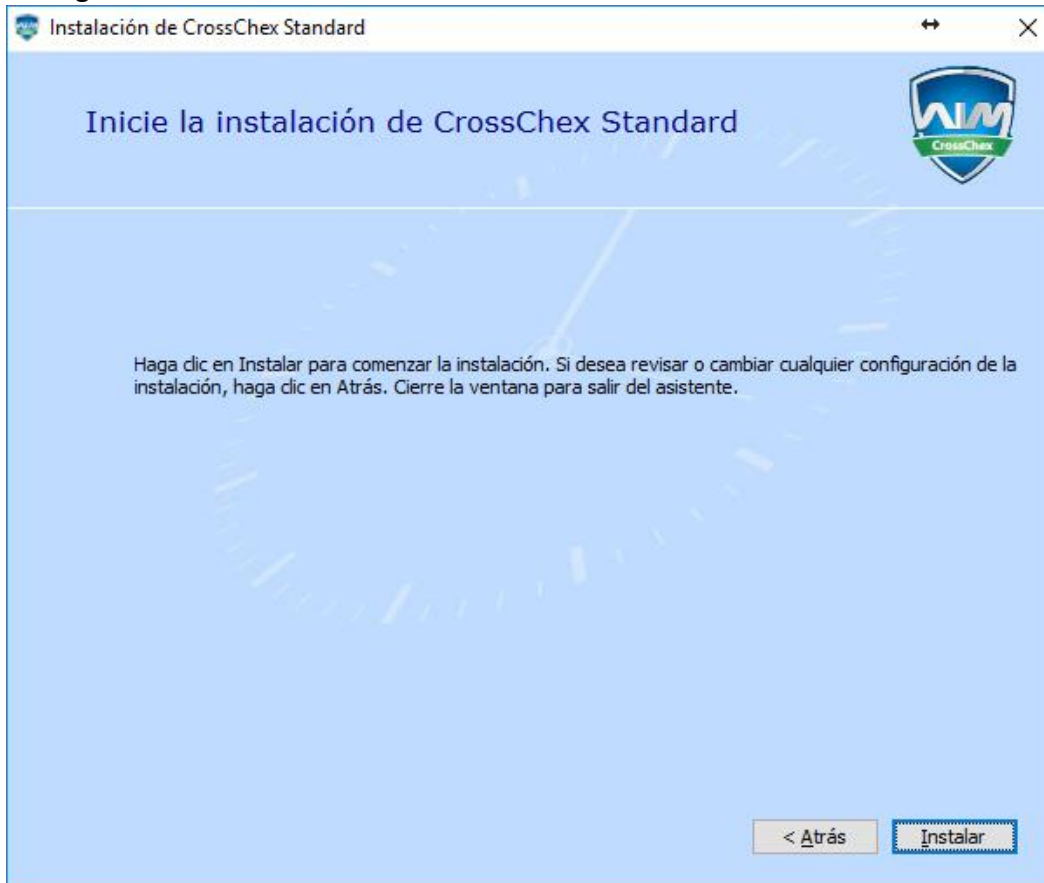 Instalación de CrossChex Standard
Inicie la instalación de CrossChex Standard
CrossChex
Haga clic en Instalar para comenzar la instalación. Si desea revisar o cambiar cualquier configuración de la
instalación, haga clic en Atrás. Cierre la ventana para salir del asistente.
< Atrás
Instalar